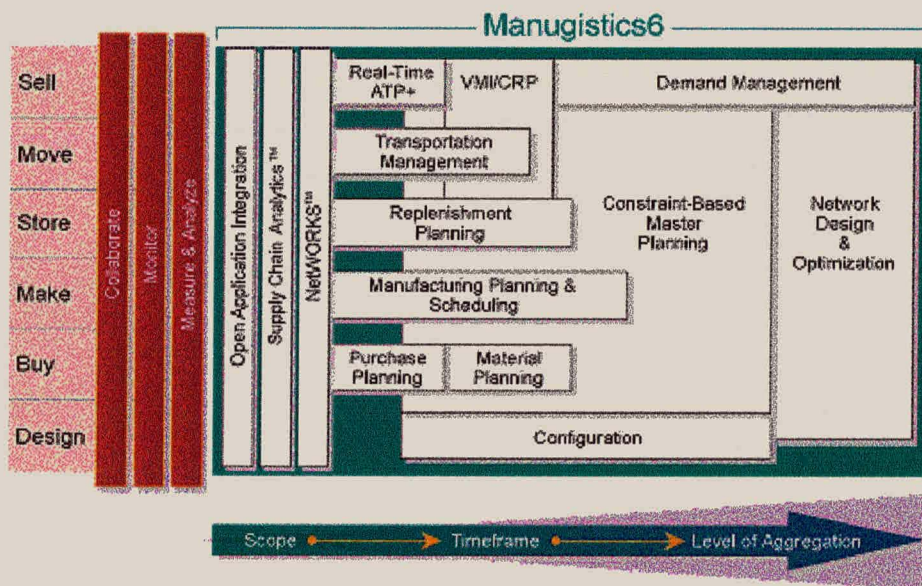 Manugistics6
Sell
Move
Store
Make
Buy
Design
Collaborate
Monitor
Measure & Analyze
Open Application Integration
Supply Chain Analytics™
NetWORKS™
Real-Time
ATP+
VMI/CRP
Demand Management
Transportation
Management
Replenishment
Planning
Constraint-Based
Master
Planning
Network
Design
&
Optimization
Manufacturing Planning &
Scheduling
Purchase
Planning
Material
Planning
Configuration
Scope
Timeframe
Level of Aggregation